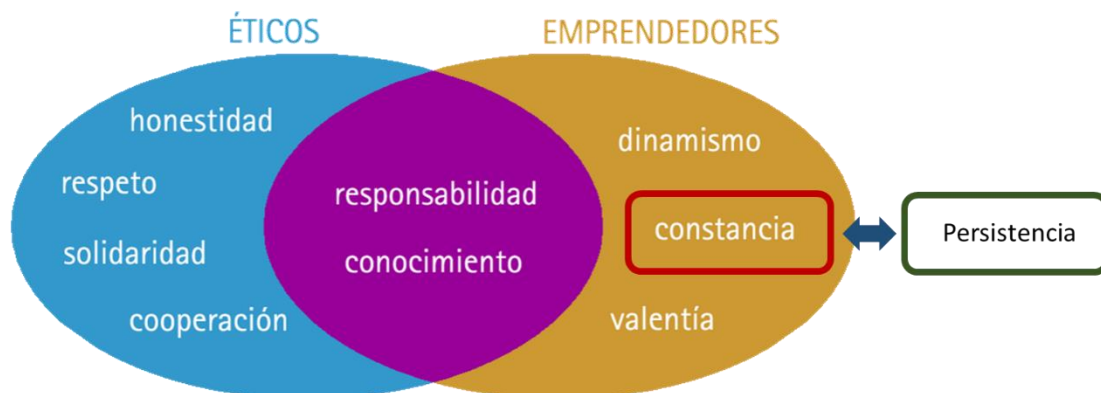 ÉTICOS
EMPRENDEDORES
honestidad
respeto
solidaridad
cooperación
responsabilidad
conocimiento
dinamismo
constancia
valentía
Persistencia